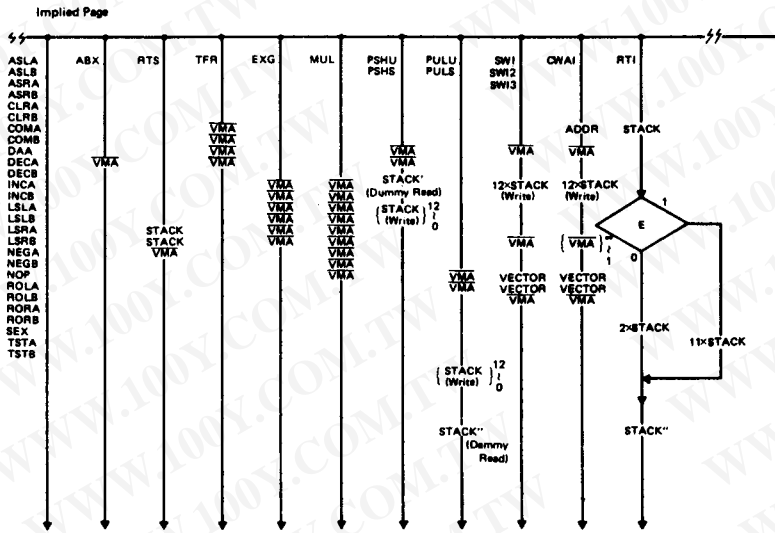 Implied Page
ASLA
ASLB
ASRA
ASRB
CLRA
CLRB
COMA
COMB
DAA
DECA
DECB
INCA
INCB
LSLA
LSLB
LSRA
LSRB
NEGA
NEGB
NOP
ROLA
ROLB
RORA
RORB
SEX
TSTA
TSTB
ABX
VMA
RTS
STACK
STACK
VMA
TFR
VMA
VMA
VMA
VMA
EXG
VMA
VMA
VMA
VMA
VMA
VMA
MUL
VMA
VMA
VMA
VMA
VMA
VMA
VMA
VMA
VMA
PSHU
PSHS
VMA
VMA
STACK'
(Dummy Read)
{STACK (Write)} 12 ~ 0
PULU
PULS
VMA
VMA
{STACK (Write)} 12 ~ 0
STACK''
(Dammy
Read)
SWI
SWI2
SWI3
VMA
12×STACK
(Write)
VMA
VECTOR
VECTOR
VMA
CWAI
ADDR
VMA
12×STACK
(Write)
{VMA} ∞ ~ 1
VECTOR
VECTOR
VMA
RTI
STACK
E
1
0
2×STACK
11×STACK
STACK''
WWW.100Y.COM.TW